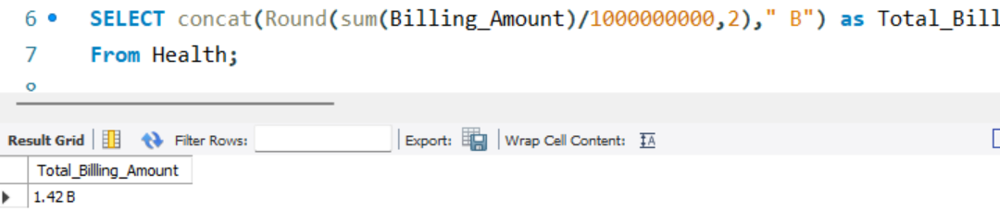 6 SELECT concat(Round(sum(Billing_Amount)/1000000000,2)," B") as Total_Bill
7 From Health;
Result Grid Filter Rows: Export: Wrap Cell Content: IA
Total_Billing_Amount
1.42 B